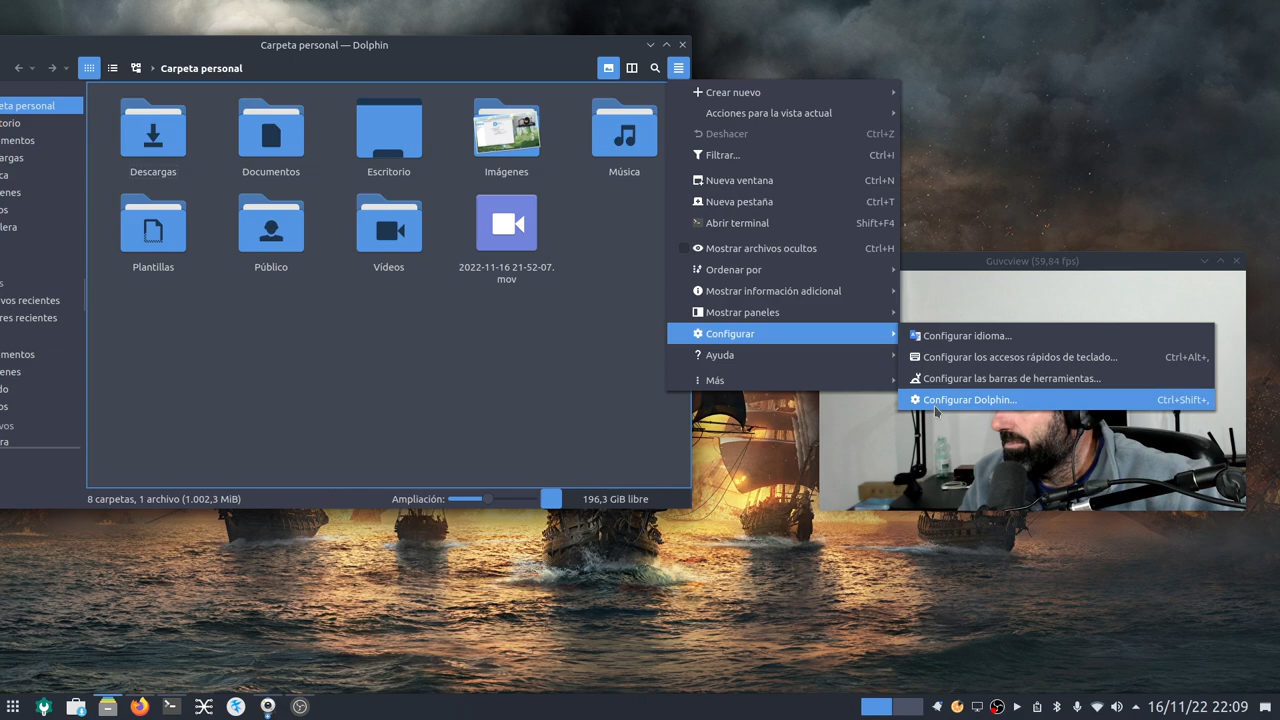 Carpeta personal — Dolphin
Carpeta personal
eta personal
torio
mentos
argas
ca
enes
os
lera
s
vos recientes
res recientes
mentos
enes
do
os
vos
ra
Descargas
Documentos
Escritorio
Imágenes
Música
Plantillas
Público
Vídeos
2022-11-16 21-52-07.
mov
8 carpetas, 1 archivo (1.002,3 MiB)
Ampliación:
196,3 GiB libre
Crear nuevo
Acciones para la vista actual
Deshacer Ctrl+Z
Filtrar... Ctrl+I
Nueva ventana Ctrl+N
Nueva pestaña Ctrl+T
Abrir terminal Shift+F4
Mostrar archivos ocultos Ctrl+H
Ordenar por
Mostrar información adicional
Mostrar paneles
Configurar
Ayuda
Más
Guvcview (59,84 fps)
Configurar idioma...
Configurar los accesos rápidos de teclado... Ctrl+Alt+,
Configurar las barras de herramientas...
Configurar Dolphin... Ctrl+Shift+,
16/11/22 22:09